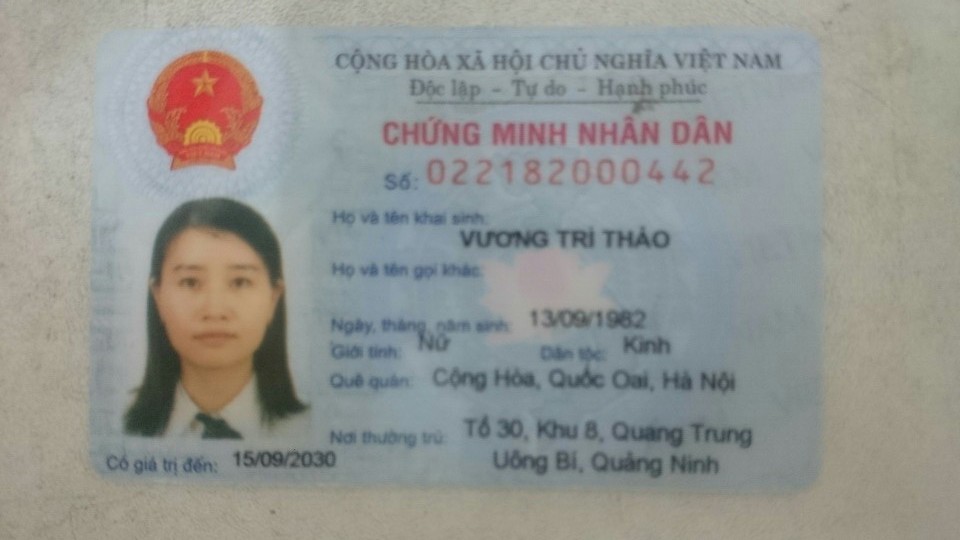 CỘNG HÒA XÃ HỘI CHỦ NGHĨA VIỆT NAM
Độc lập - Tự do - Hạnh phúc
CHỨNG MINH NHÂN DÂN
Số: 022182000442
Họ và tên khai sinh:
VƯƠNG TRÍ THẢO
Họ và tên gọi khác:
Ngày, tháng, năm sinh: 13/09/1982
Giới tính: Nữ Dân tộc: Kinh
Quê quán: Cộng Hòa, Quốc Oai, Hà Nội
Nơi thường trú: Tổ 30, Khu 8, Quang Trung
Uông Bí, Quảng Ninh
Có giá trị đến: 15/09/2030